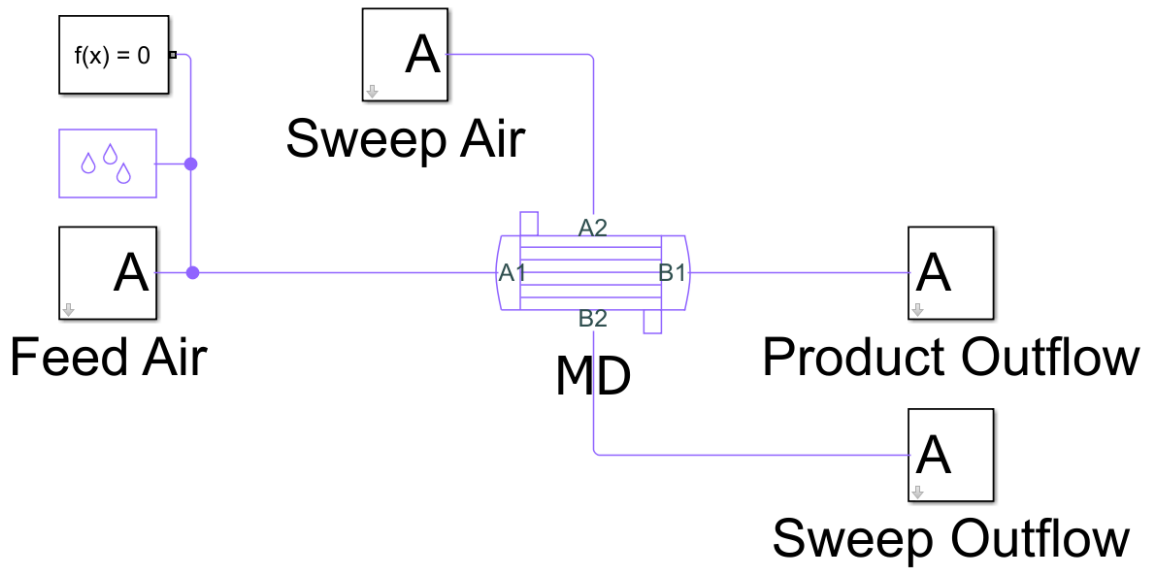 f(x) = 0
A
Sweep Air
A
Feed Air
A2
A1
B1
B2
MD
A
Product Outflow
A
Sweep Outflow